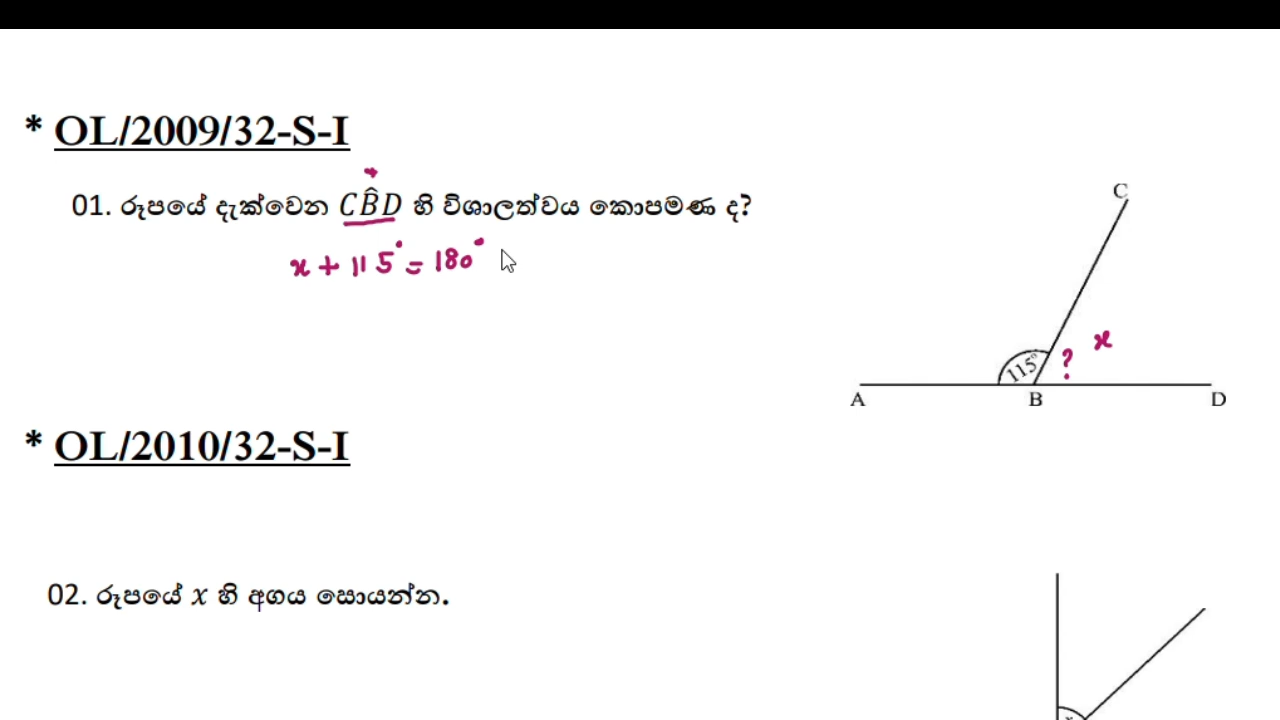 * OL/2009/32-S-I
01. රූපයේ දැක්වෙන CB̂D හි විශාලත්වය කොපමණ ද?
x + 115° = 180°
C
115°
? x
A B D
* OL/2010/32-S-I
02. රූපයේ x හි අගය සොයන්න.